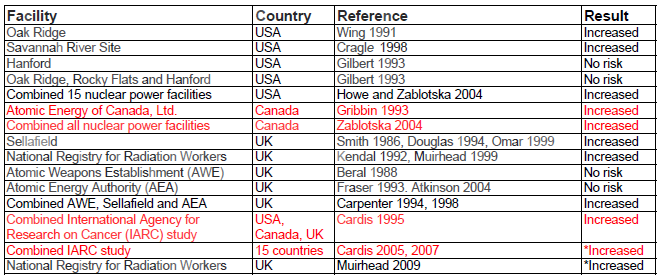 Facility Country Reference Result
Oak Ridge USA Wing 1991 Increased
Savannah River Site USA Cragle 1998 Increased
Hanford USA Gilbert 1993 No risk
Oak Ridge, Rocky Flats and Hanford USA Gilbert 1993 No risk
Combined 15 nuclear power facilities USA Howe and Zablotska 2004 Increased
Atomic Energy of Canada, Ltd. Canada Gribbin 1993 Increased
Combined all nuclear power facilities Canada Zablotska 2004 Increased
Sellafield UK Smith 1986, Douglas 1994, Omar 1999 Increased
National Registry for Radiation Workers UK Kendal 1992, Muirhead 1999 Increased
Atomic Weapons Establishment (AWE) UK Beral 1988 No risk
Atomic Energy Authority (AEA) UK Fraser 1993. Atkinson 2004 No risk
Combined AWE, Sellafield and AEA UK Carpenter 1994, 1998 Increased
Combined International Agency for USA, Cardis 1995 Increased
Research on Cancer (IARC) study Canada, UK
Combined IARC study 15 countries Cardis 2005, 2007 *Increased
National Registry for Radiation Workers UK Muirhead 2009 *Increased